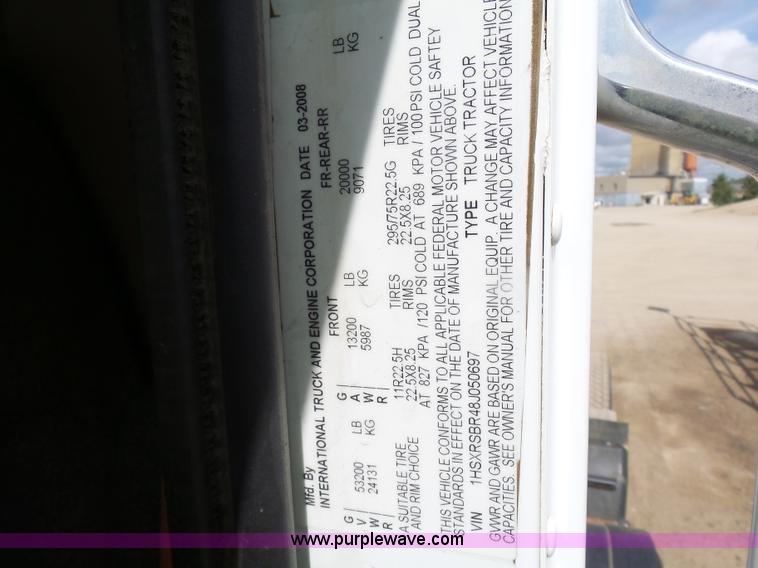 Mfd. By
INTERNATIONAL TRUCK AND ENGINE CORPORATION DATE 03-2008
FRONT FR-REAR-RR
G 53200 LB G 13200 LB 20000 LB
V 24131 KG A 5987 KG 9071 KG
W W
R R
A SUITABLE TIRE 11R22.5H TIRES 295/75R22.5G TIRES
AND RIM CHOICE 22.5X8.25 RIMS 22.5X8.25 RIMS
AT 827 KPA /120 PSI COLD AT 689 KPA / 100 PSI COLD DUAL
THIS VEHICLE CONFORMS TO ALL APPLICABLE FEDERAL MOTOR VEHICLE SAFTEY
STANDARDS IN EFFECT ON THE DATE OF MANUFACTURE SHOWN ABOVE.
VIN 1HSXRSBR48J050697 TYPE TRUCK TRACTOR
GVWR AND GAWR ARE BASED ON ORIGINAL EQUIP. A CHANGE MAY AFFECT VEHICLE
CAPACITIES. SEE OWNER'S MANUAL FOR OTHER TIRE AND CAPACITY INFORMATION
www.purplewave.com